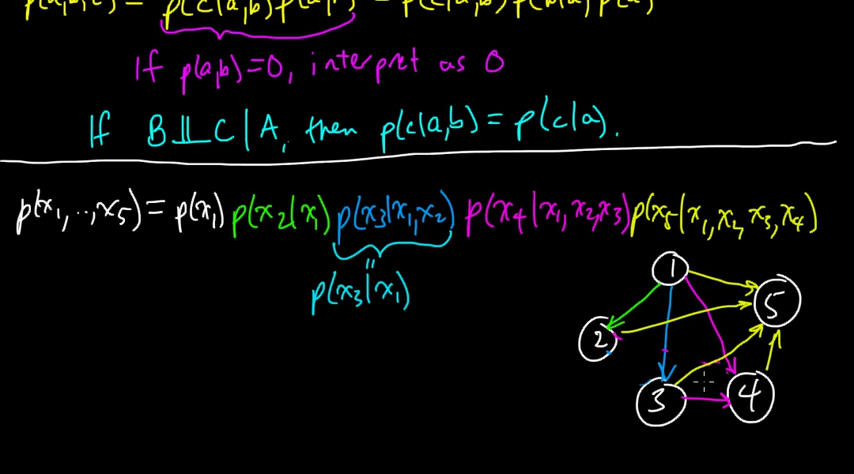 p(a,b,c) = p(c|a,b) p(a,b) = p(c|a,b) p(b|a) p(a)
If p(a,b)=0, interpret as 0
If B⫫C|A, then p(c|a,b) = p(c|a).
p(x₁,..,x₅) = p(x₁) p(x₂|x₁) p(x₃|x₁,x₂) p(x₄|x₁,x₂,x₃) p(x₅|x₁,x₂,x₃,x₄)
"
p(x₃|x₁)
1
5
2
3
4